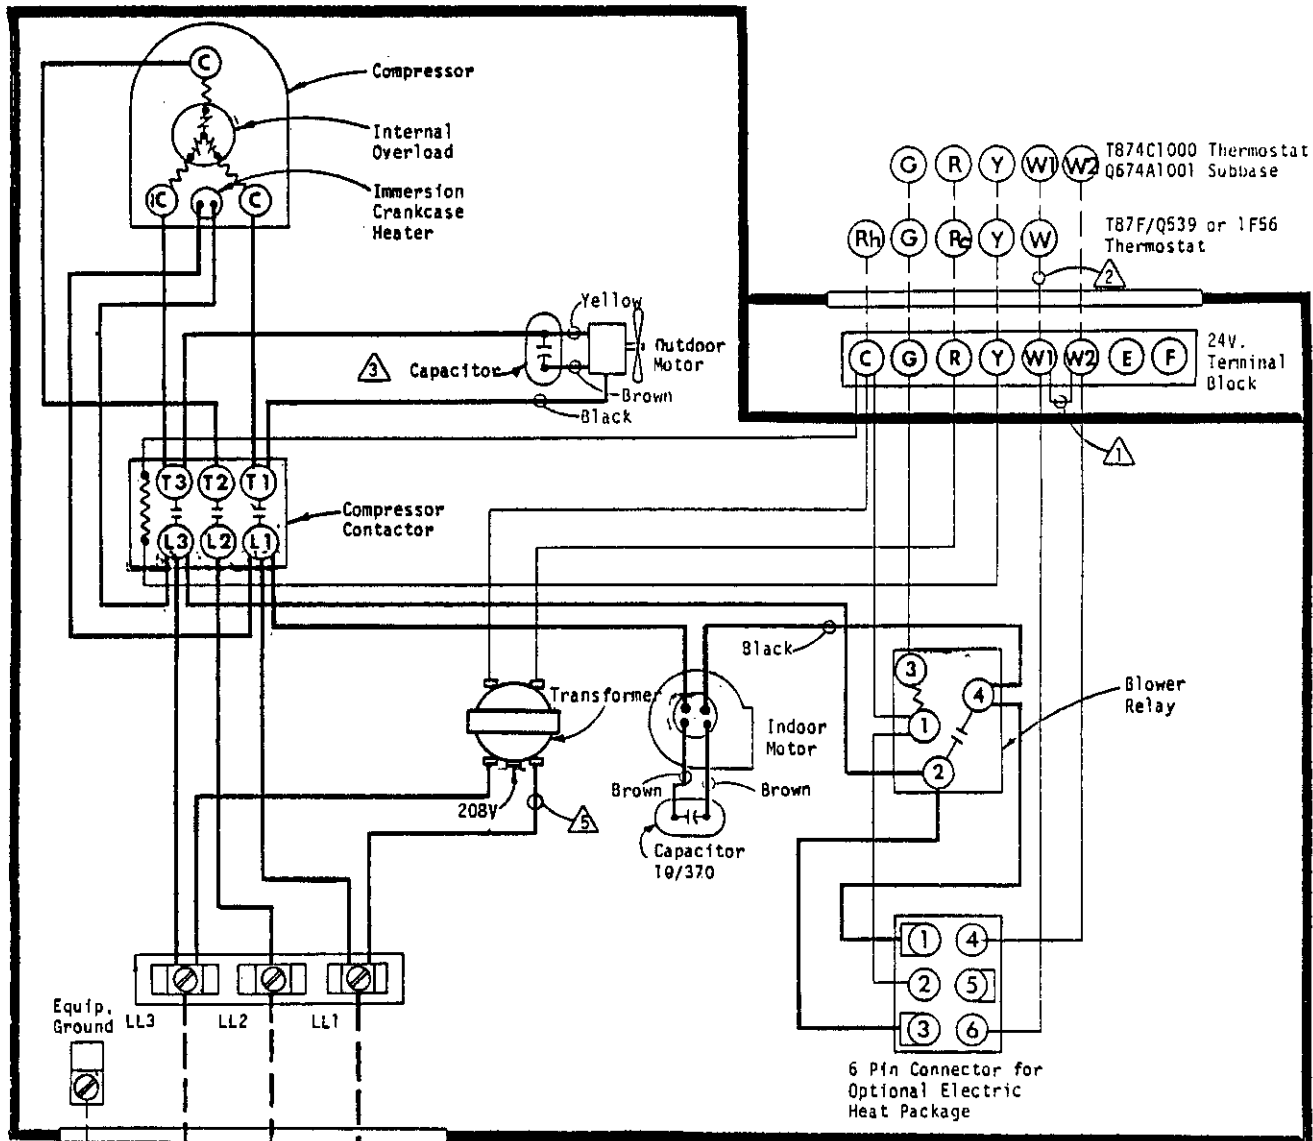 C
Compressor
Internal
Overload
C
C
Immersion
Crankcase
Heater
G R Y W1 W2
T874C1000 Thermostat
Q674A1001 Subbase
Rh G Rc Y W
T87F/Q539 or 1F56
Thermostat
2
Yellow
Outdoor
Motor
3
Capacitor
Brown
Black
C G R Y W1 W2 E F
24V.
Terminal
Block
1
T3 T2 T1
L3 L2 L1
Compressor
Contactor
Black
3
4
1
2
Blower
Relay
Transformer
Indoor
Motor
208V
5
Brown
Brown
Capacitor
10/370
1 4
2 5
3 6
6 Pin Connector for
Optional Electric
Heat Package
Equip.
Ground
LL3 LL2 LL1